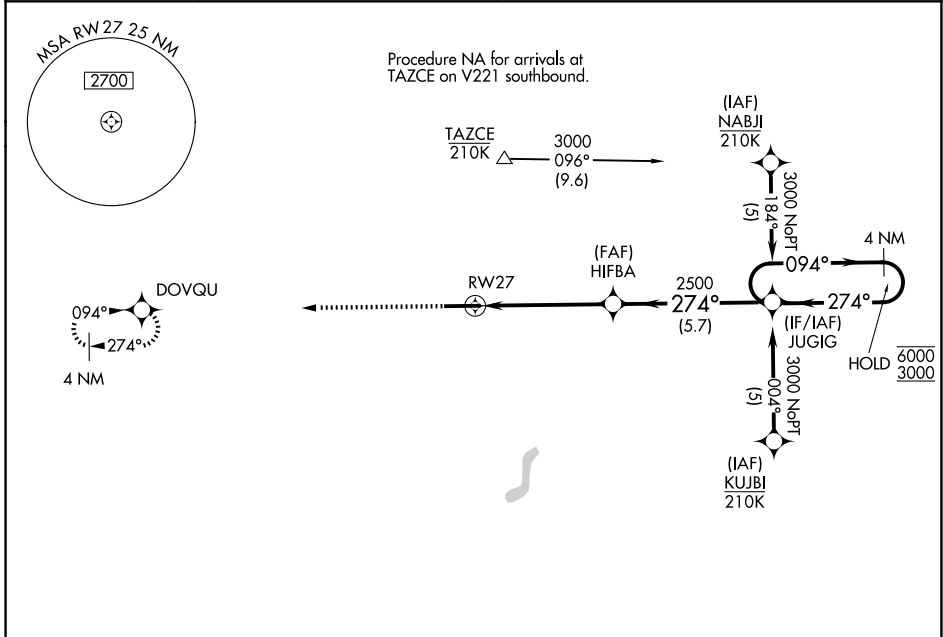 MSA RW27 25 NM
2700
Procedure NA for arrivals at
TAZCE on V221 southbound.
TAZCE
210K
3000
096°
(9.6)
(IAF)
NABJI
210K
3000 NoPT
184°
(5)
4 NM
094°
(FAF)
HIFBA
RW27
2500
274°
(5.7)
274°
(IF/IAF)
JUGIG
HOLD
6000
3000
DOVQU
094°
274°
4 NM
3000 NoPT
004°
(5)
(IAF)
KUJBI
210K